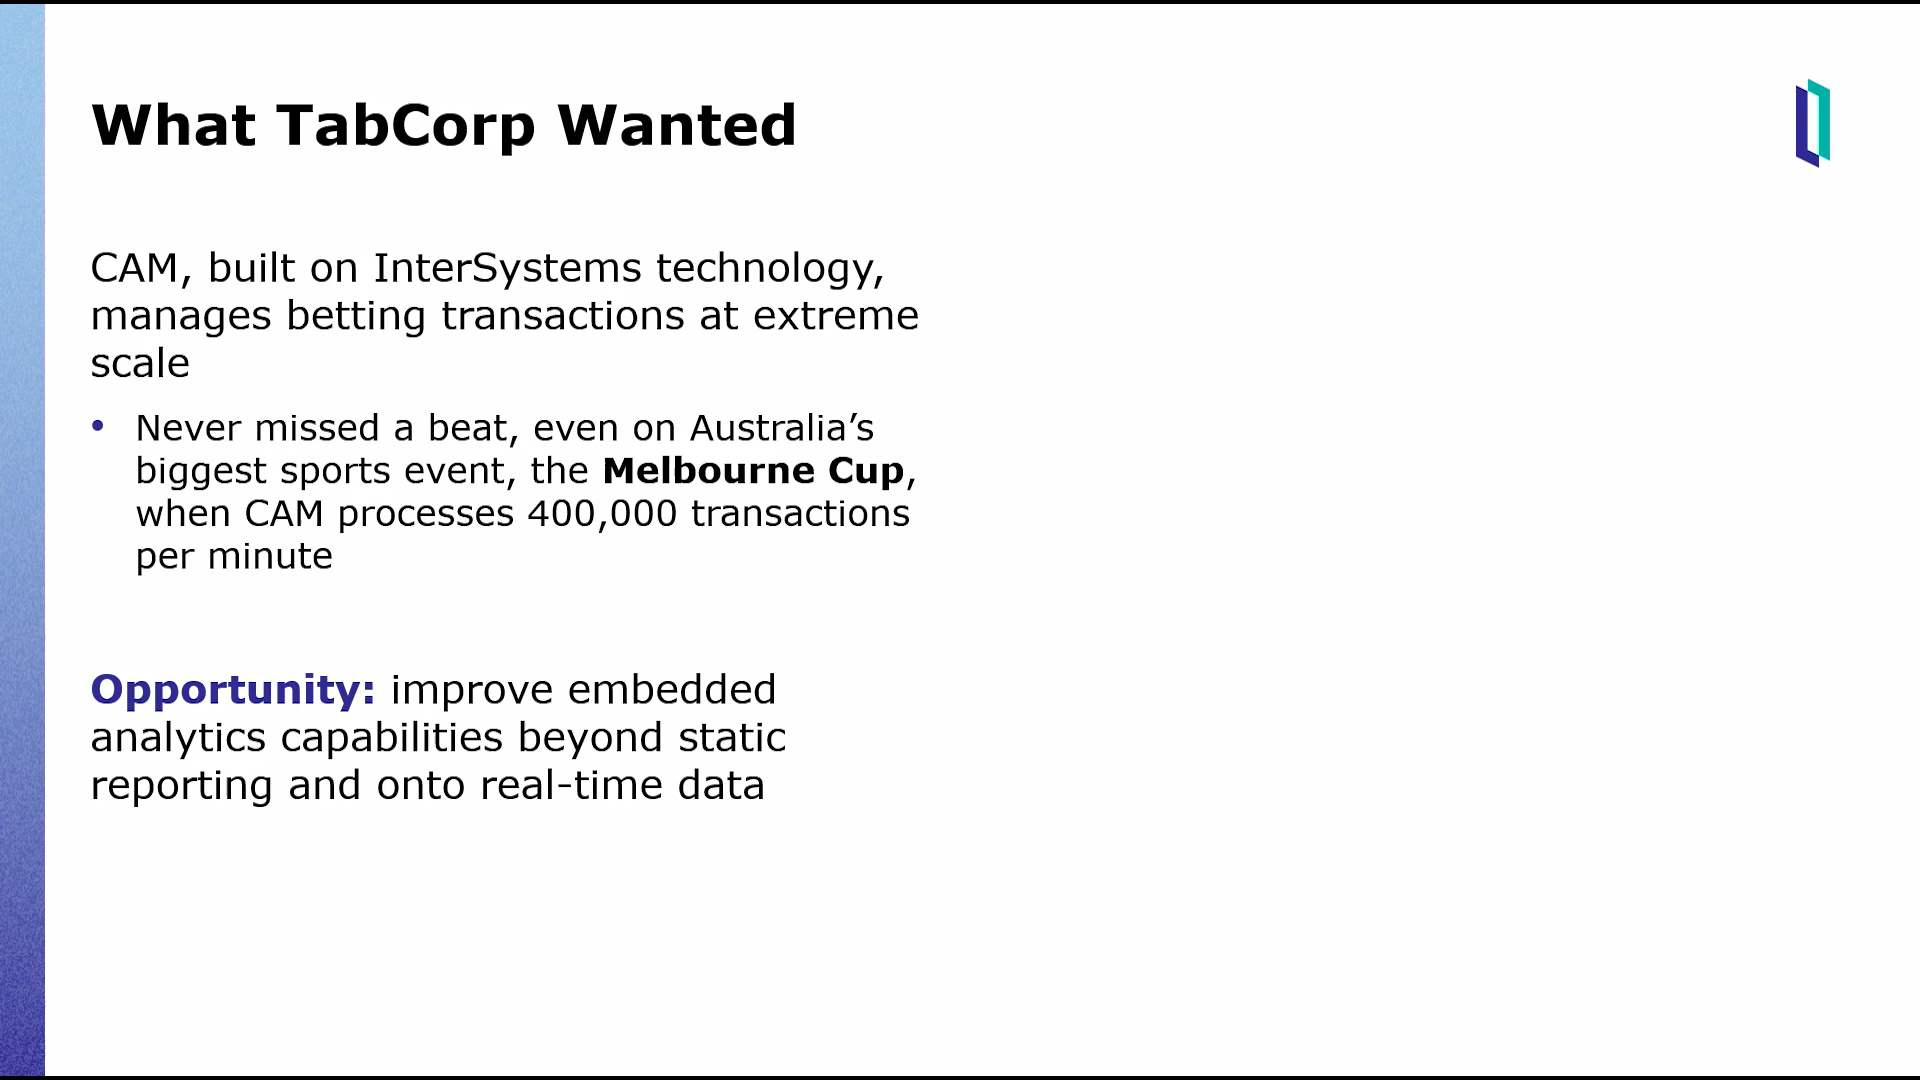 What TabCorp Wanted
CAM, built on InterSystems technology,
manages betting transactions at extreme
scale
• Never missed a beat, even on Australia’s
biggest sports event, the Melbourne Cup,
when CAM processes 400,000 transactions
per minute
Opportunity: improve embedded
analytics capabilities beyond static
reporting and onto real-time data